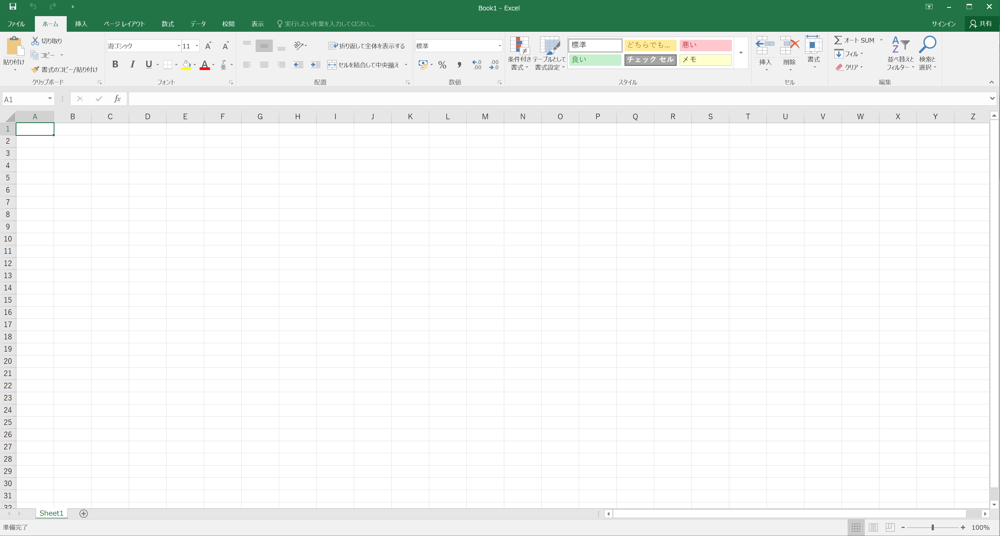 Book1 - Excel
ファイル ホーム 挿入 ページ レイアウト 数式 データ 校閲 表示 実行したい作業を入力してください... サインイン 共有
貼り付け
切り取り
コピー
書式のコピー/貼り付け
クリップボード
游ゴシック 11
B I U A ア亜
フォント
折り返して全体を表示する
セルを結合して中央揃え
配置
標準
% , .0 .00 .00 .0
数値
条件付き書式
テーブルとして書式設定
標準 どちらでも... 悪い
良い チェック セル メモ
スタイル
挿入 削除 書式
セル
オート SUM
フィル
クリア
並べ替えとフィルター
検索と選択
編集
A1 fx
A B C D E F G H I J K L M N O P Q R S T U V W X Y Z
1
2
3
4
5
6
7
8
9
10
11
12
13
14
15
16
17
18
19
20
21
22
23
24
25
26
27
28
29
30
31
32
Sheet1
準備完了 100%